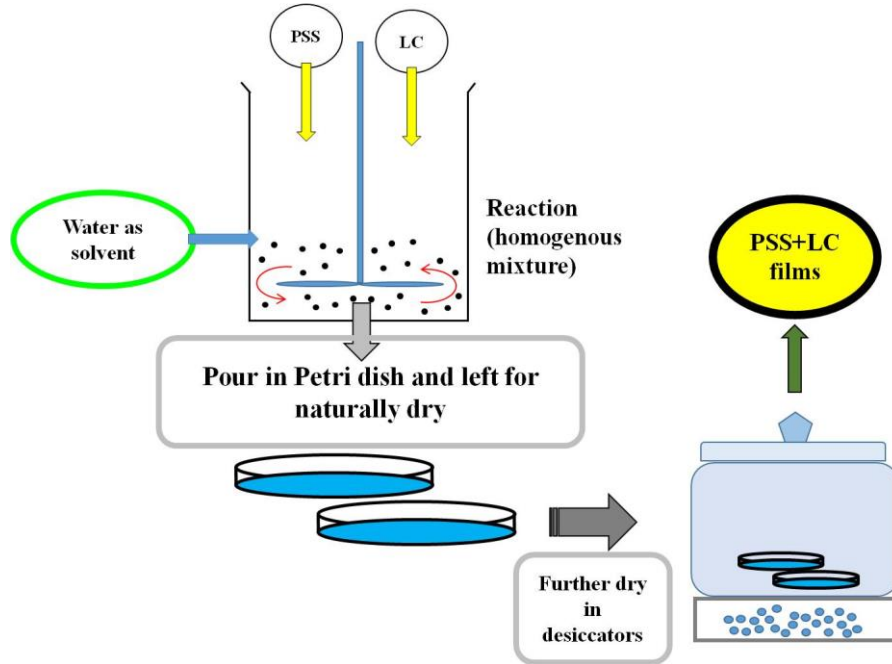 PSS
LC
Water as
solvent
Reaction
(homogenous
mixture)
PSS+LC
films
Pour in Petri dish and left for
naturally dry
Further dry
in
desiccators